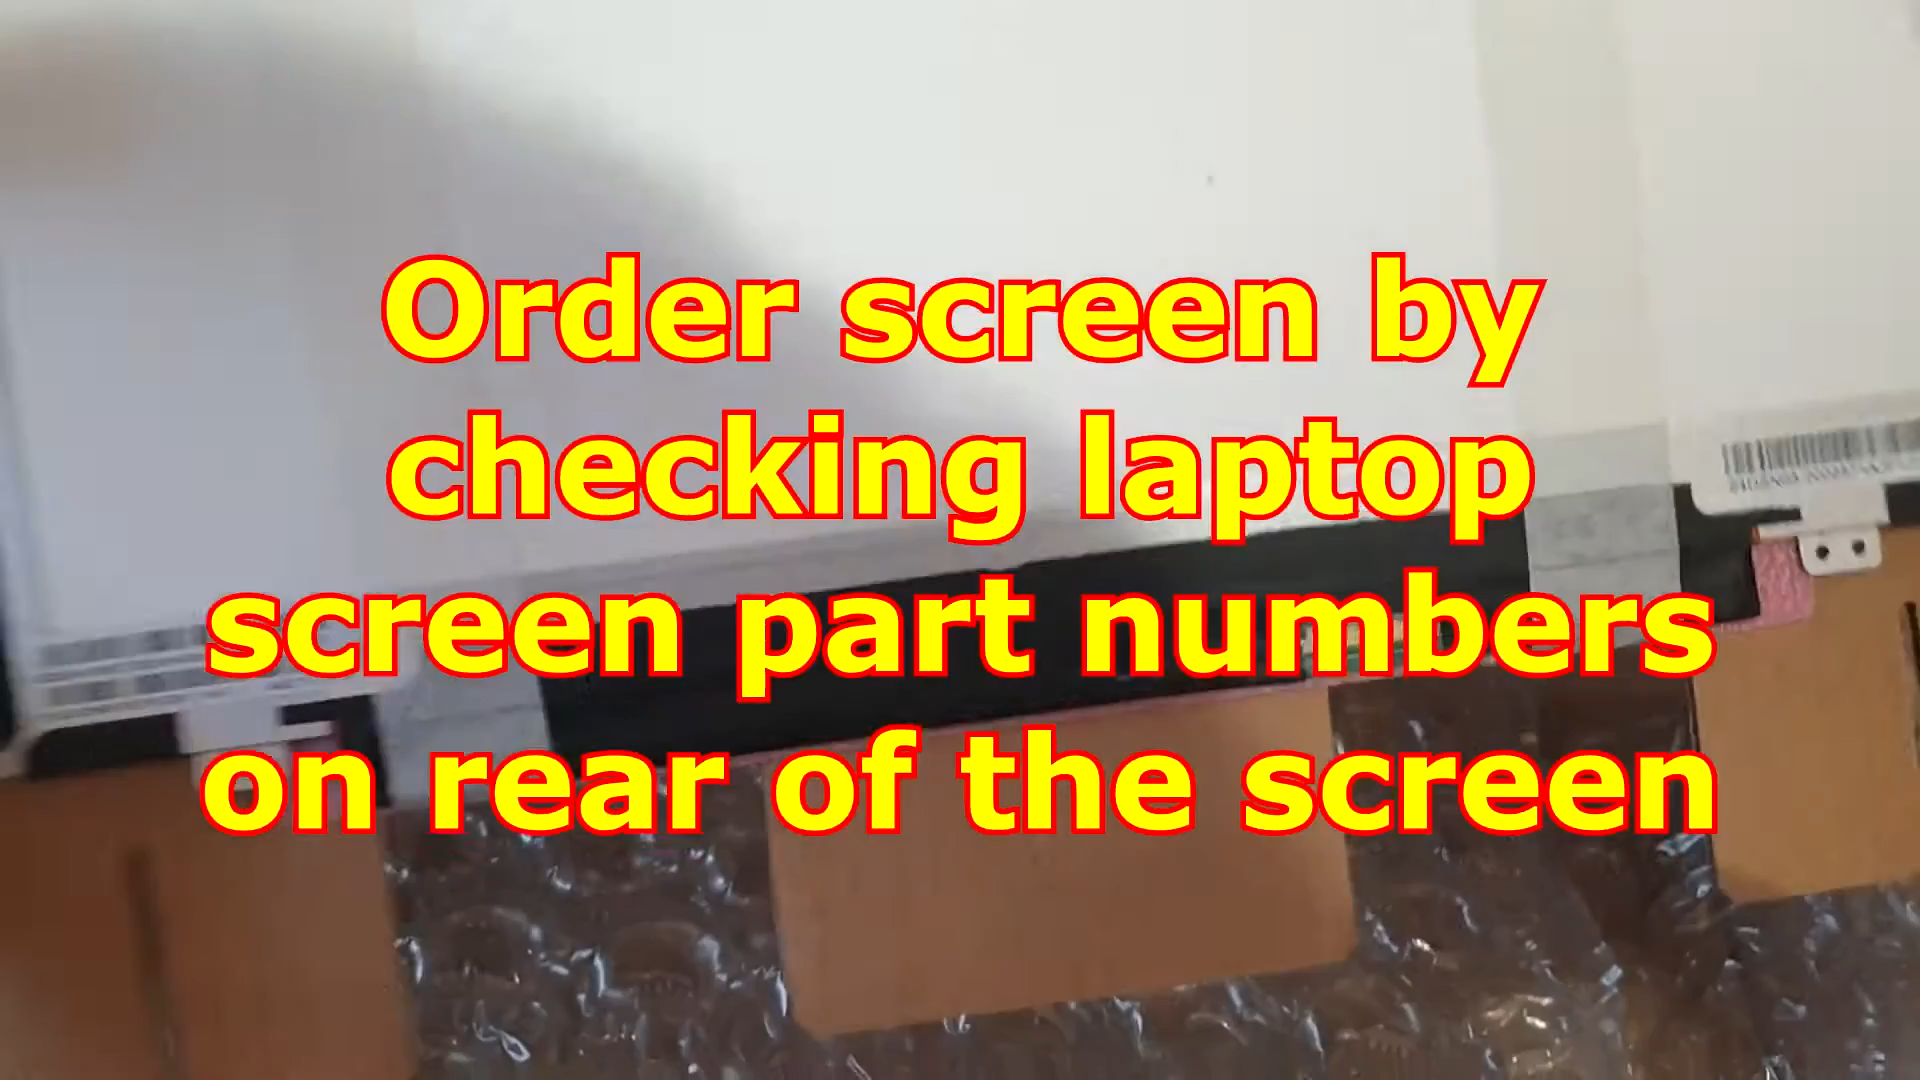 Order screen by
checking laptop
screen part numbers
on rear of the screen